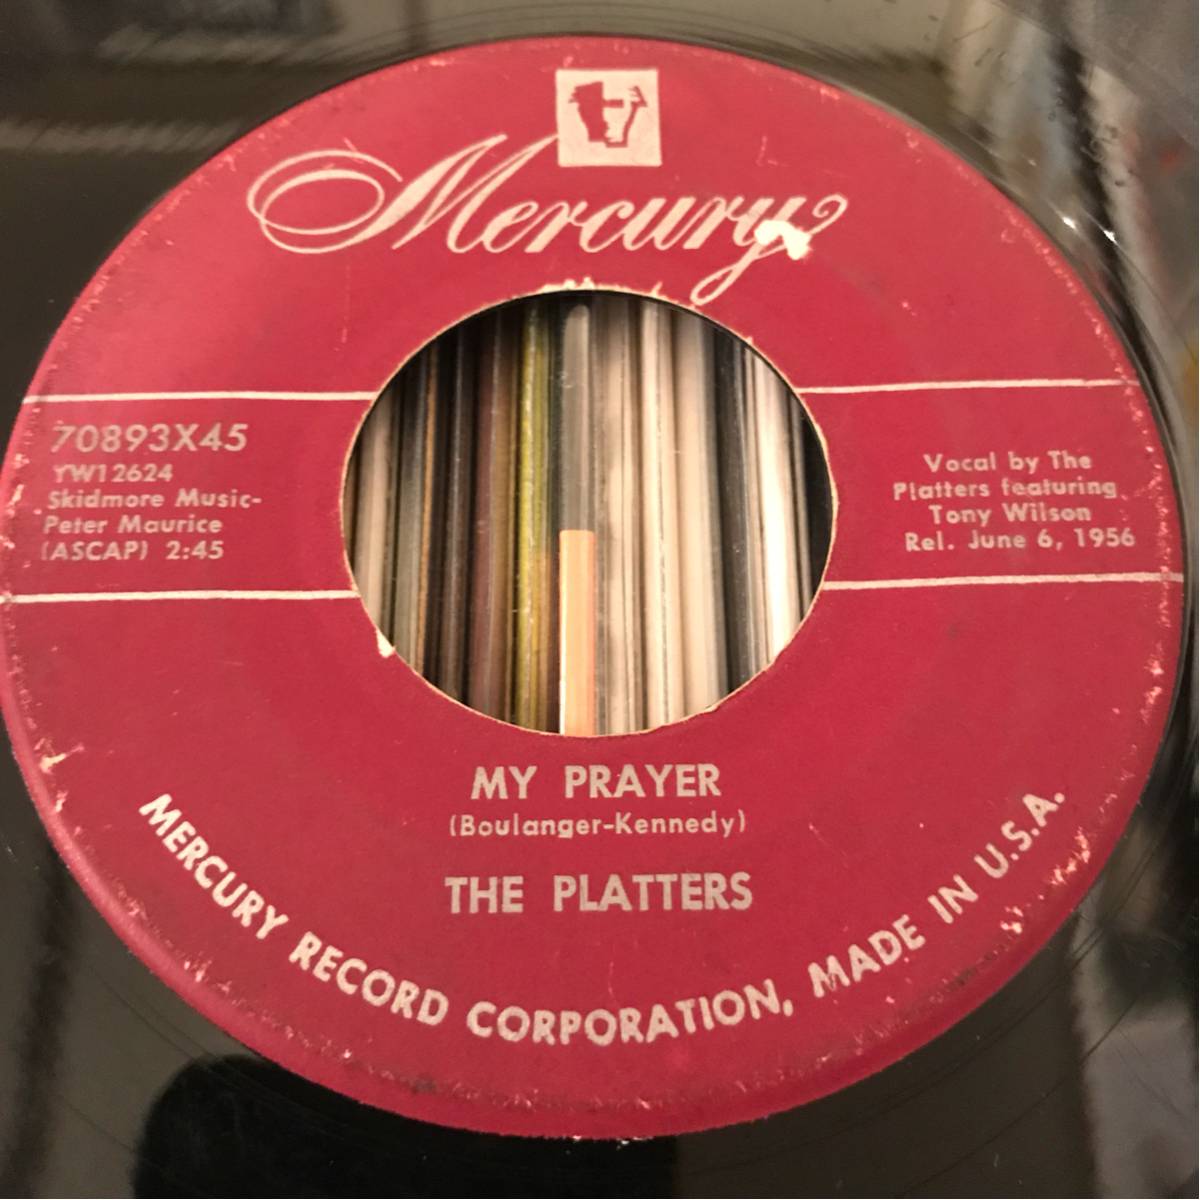 Mercury
70893X45
YW12624
Skidmore Music-
Peter Maurice
(ASCAP) 2:45
Vocal by The
Platters featuring
Tony Wilson
Rel. June 6, 1956
MY PRAYER
(Boulanger-Kennedy)
THE PLATTERS
MERCURY RECORD CORPORATION, MADE IN U.S.A.